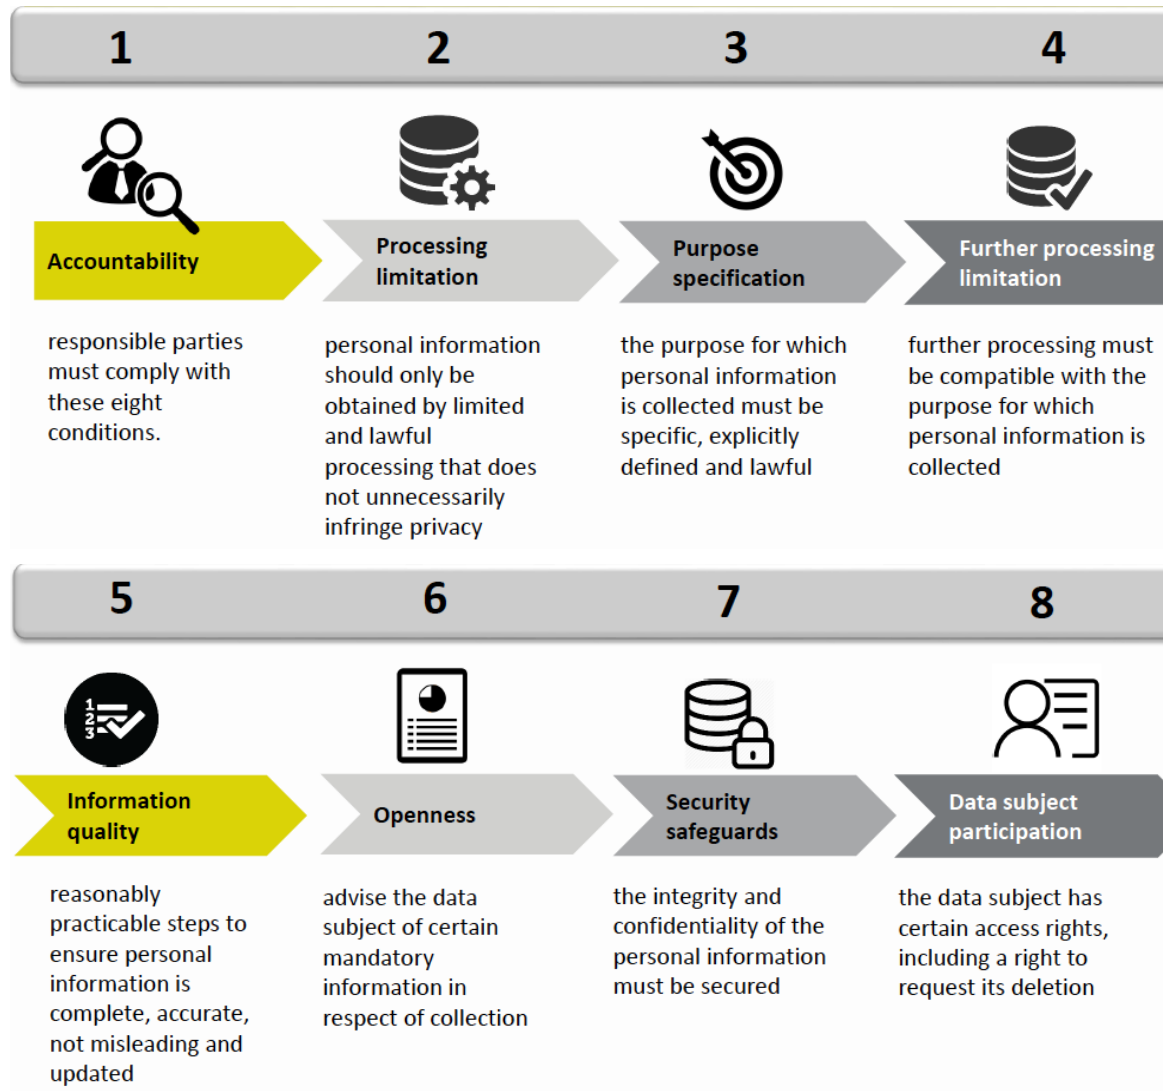 1
2
3
4
Accountability
Processing
limitation
Purpose
specification
Further processing
limitation
responsible parties
must comply with
these eight
conditions.
personal information
should only be
obtained by limited
and lawful
processing that does
not unnecessarily
infringe privacy
the purpose for which
personal information
is collected must be
specific, explicitly
defined and lawful
further processing must
be compatible with the
purpose for which
personal information is
collected
5
6
7
8
1
2
3
Information
quality
Openness
Security
safeguards
Data subject
participation
reasonably
practicable steps to
ensure personal
information is
complete, accurate,
not misleading and
updated
advise the data
subject of certain
mandatory
information in
respect of collection
the integrity and
confidentiality of the
personal information
must be secured
the data subject has
certain access rights,
including a right to
request its deletion